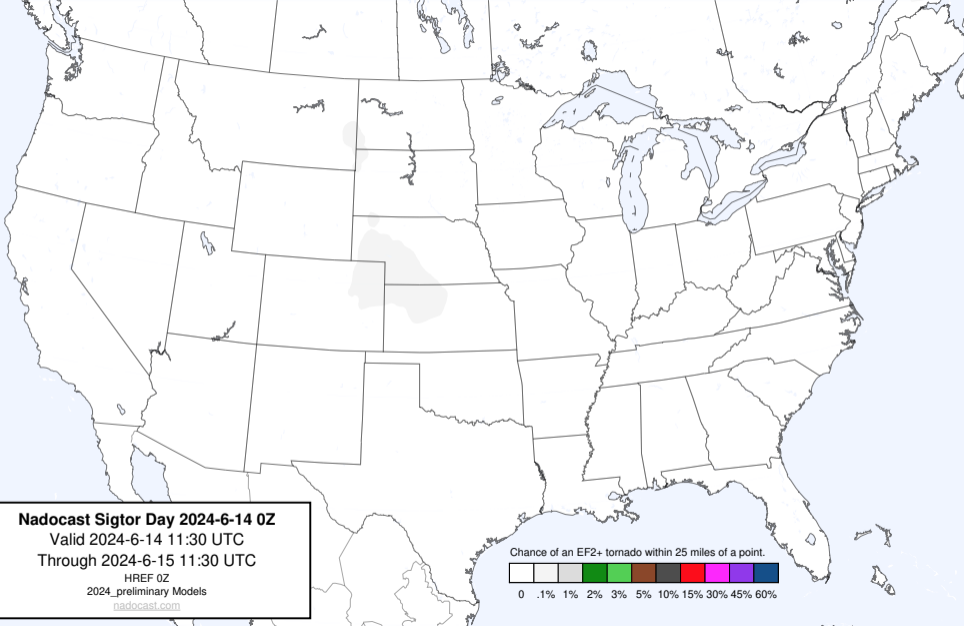 Nadocast Sigtor Day 2024-6-14 0Z
Valid 2024-6-14 11:30 UTC
Through 2024-6-15 11:30 UTC
HREF 0Z
2024_preliminary Models
nadocast.com
Chance of an EF2+ tornado within 25 miles of a point.
0 .1% 1% 2% 3% 5% 10% 15% 30% 45% 60%